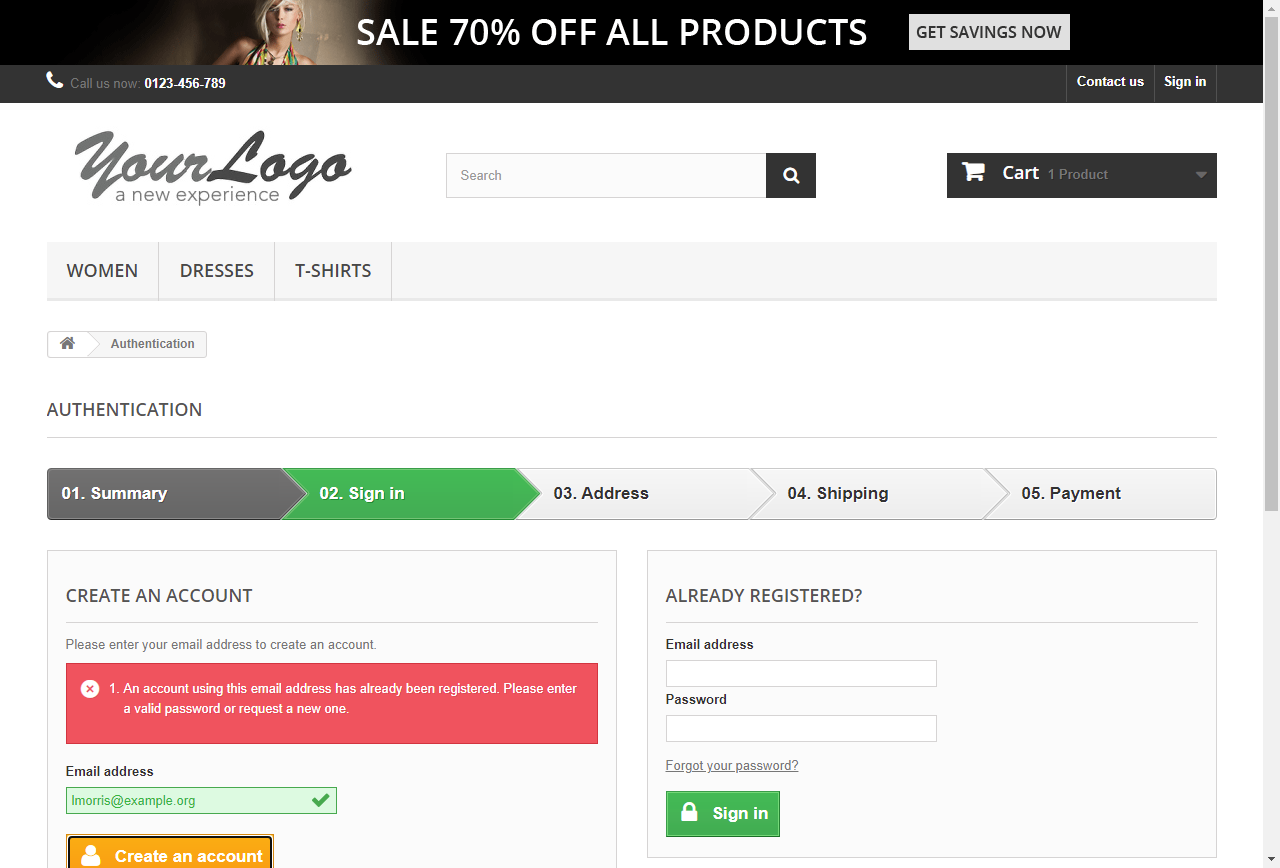 SALE 70% OFF ALL PRODUCTS
GET SAVINGS NOW
Call us now: 0123-456-789
Contact us
Sign in
YourLogo
a new experience
Search
Cart 1 Product
WOMEN
DRESSES
T-SHIRTS
Authentication
AUTHENTICATION
01. Summary
02. Sign in
03. Address
04. Shipping
05. Payment
CREATE AN ACCOUNT
Please enter your email address to create an account.
1. An account using this email address has already been registered. Please enter
a valid password or request a new one.
Email address
lmorris@example.org
Create an account
ALREADY REGISTERED?
Email address
Password
Forgot your password?
Sign in